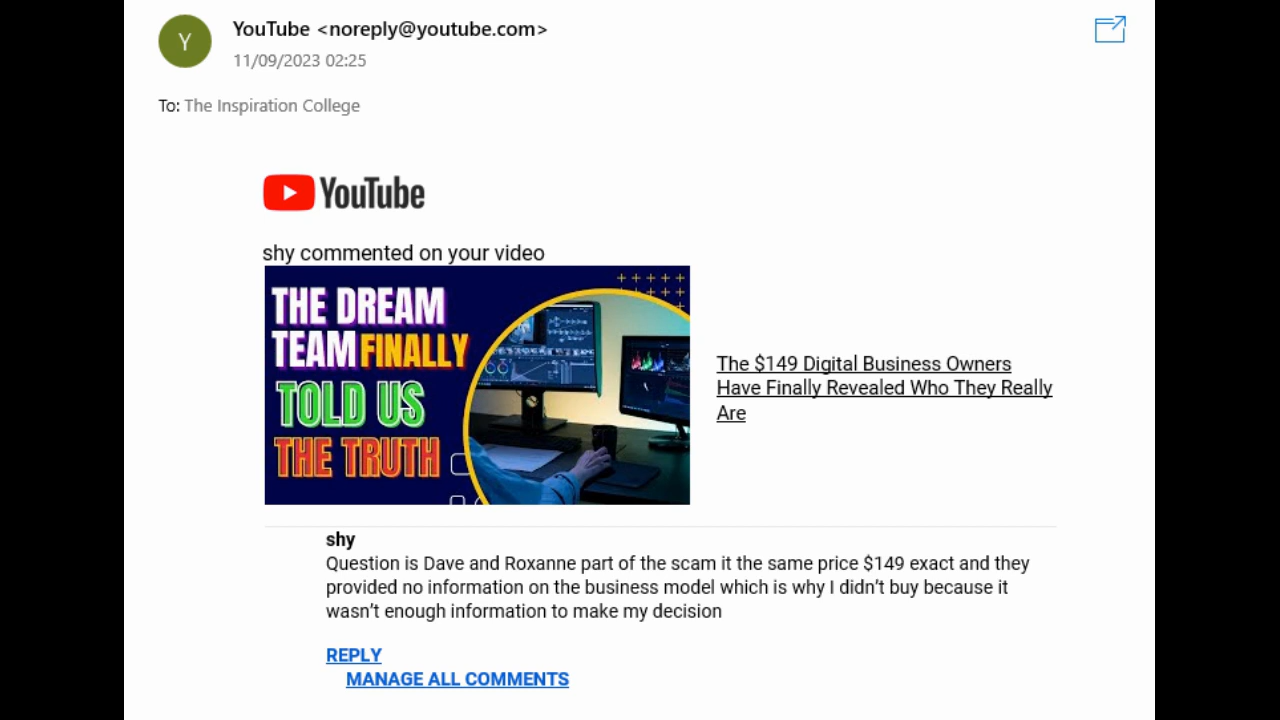 Y
YouTube <noreply@youtube.com>
11/09/2023 02:25
To: The Inspiration College
YouTube
shy commented on your video
THE DREAM
TEAM FINALLY
TOLD US
THE TRUTH
The $149 Digital Business Owners
Have Finally Revealed Who They Really
Are
shy
Question is Dave and Roxanne part of the scam it the same price $149 exact and they
provided no information on the business model which is why I didn’t buy because it
wasn’t enough information to make my decision
REPLY
MANAGE ALL COMMENTS